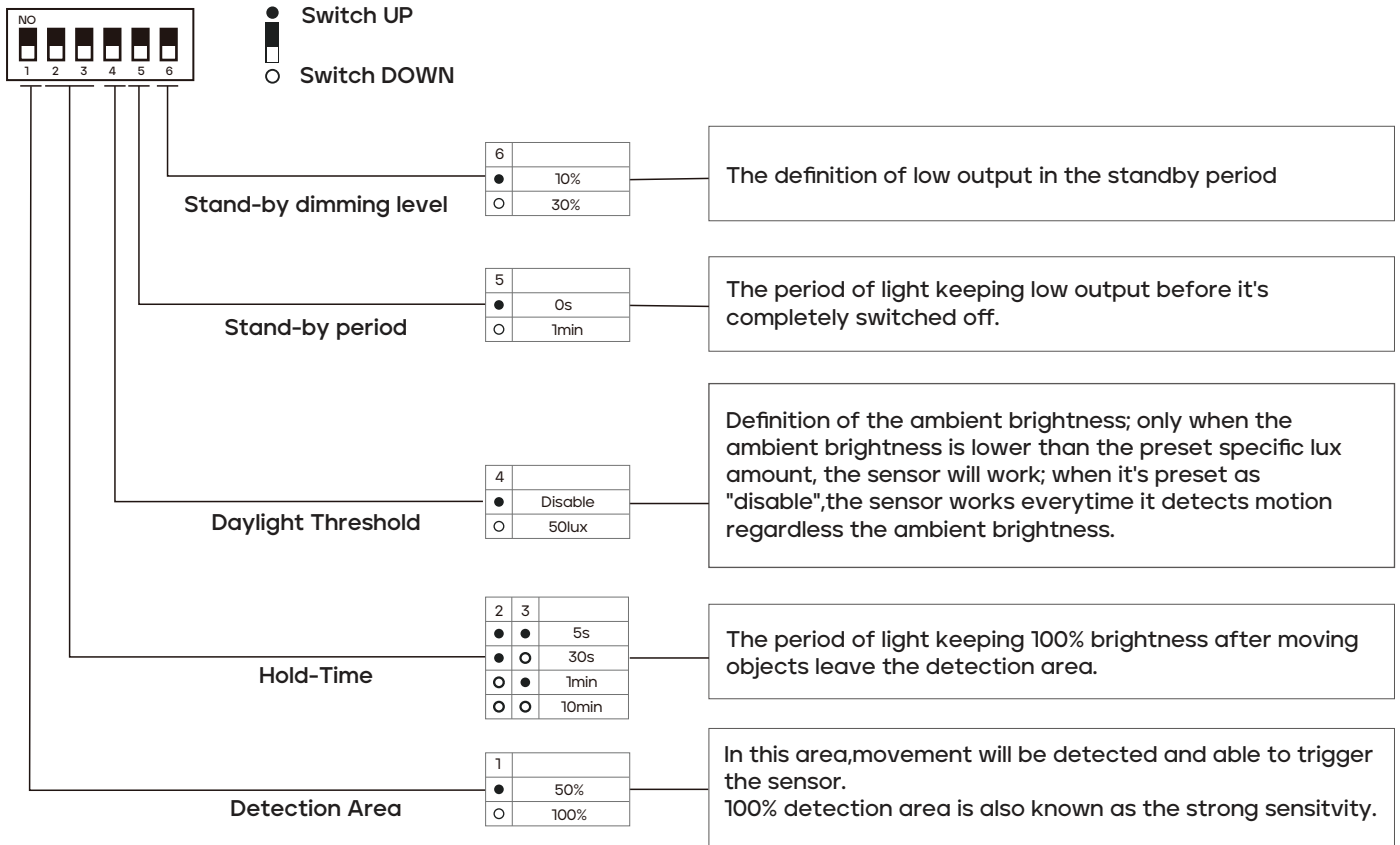 NO
1 2 3 4 5 6
Switch UP
Switch DOWN
6
10%
30%
Stand-by dimming level
The definition of low output in the standby period
5
0s
1min
Stand-by period
The period of light keeping low output before it's
completely switched off.
4
Disable
50lux
Daylight Threshold
Definition of the ambient brightness; only when the
ambient brightness is lower than the preset specific lux
amount, the sensor will work; when it's preset as
"disable",the sensor works everytime it detects motion
regardless the ambient brightness.
2 3
5s
30s
1min
10min
Hold-Time
The period of light keeping 100% brightness after moving
objects leave the detection area.
1
50%
100%
Detection Area
In this area,movement will be detected and able to trigger
the sensor.
100% detection area is also known as the strong sensitvity.